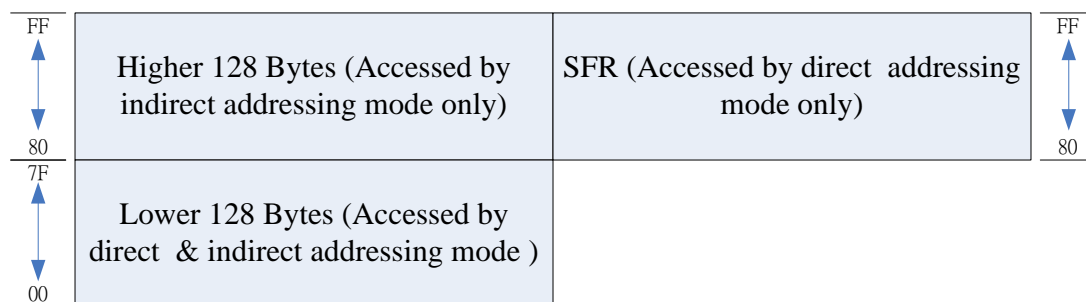 FF
Higher 128 Bytes (Accessed by
indirect addressing mode only)
80
SFR (Accessed by direct addressing
mode only)
FF
80
7F
Lower 128 Bytes (Accessed by
direct & indirect addressing mode )
00